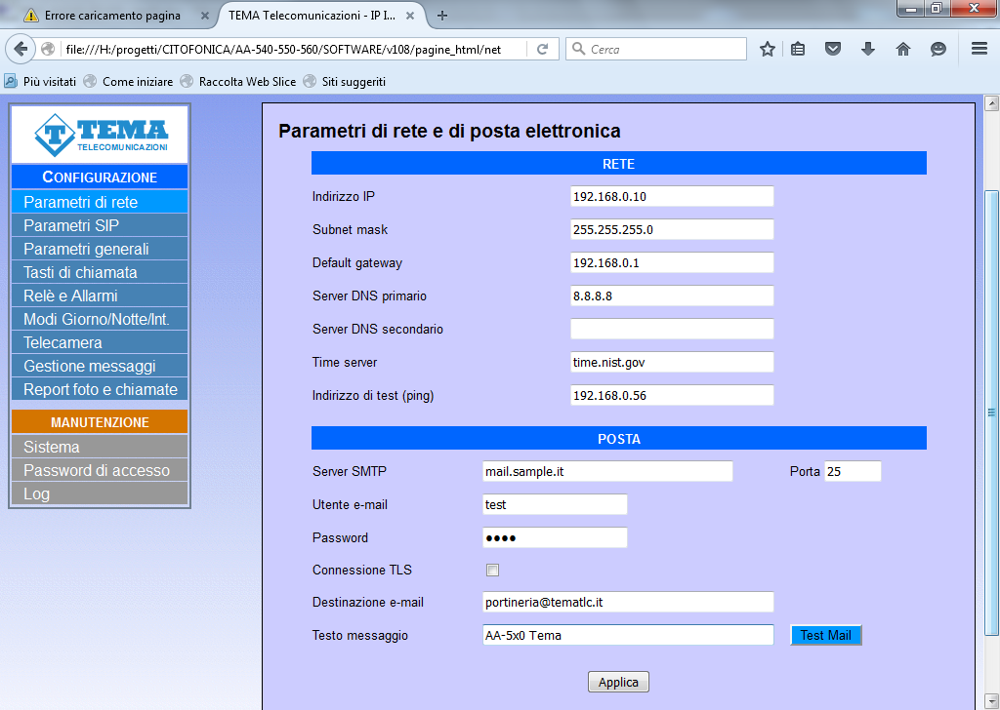 Errore caricamento pagina
TEMA Telecomunicazioni - IP I...
file:///H:/progetti/CITOFONICA/AA-540-550-560/SOFTWARE/v108/pagine_html/net
Cerca
Più visitati
Come iniziare
Raccolta Web Slice
Siti suggeriti
T TEMA
TELECOMUNICAZIONI
CONFIGURAZIONE
Parametri di rete
Parametri SIP
Parametri generali
Tasti di chiamata
Relè e Allarmi
Modi Giorno/Notte/Int.
Telecamera
Gestione messaggi
Report foto e chiamate
MANUTENZIONE
Sistema
Password di accesso
Log
Parametri di rete e di posta elettronica
RETE
Indirizzo IP 192.168.0.10
Subnet mask 255.255.255.0
Default gateway 192.168.0.1
Server DNS primario 8.8.8.8
Server DNS secondario
Time server time.nist.gov
Indirizzo di test (ping) 192.168.0.56
POSTA
Server SMTP mail.sample.it Porta 25
Utente e-mail test
Password ●●●●
Connessione TLS
Destinazione e-mail portineria@tematlc.it
Testo messaggio AA-5x0 Tema Test Mail
Applica